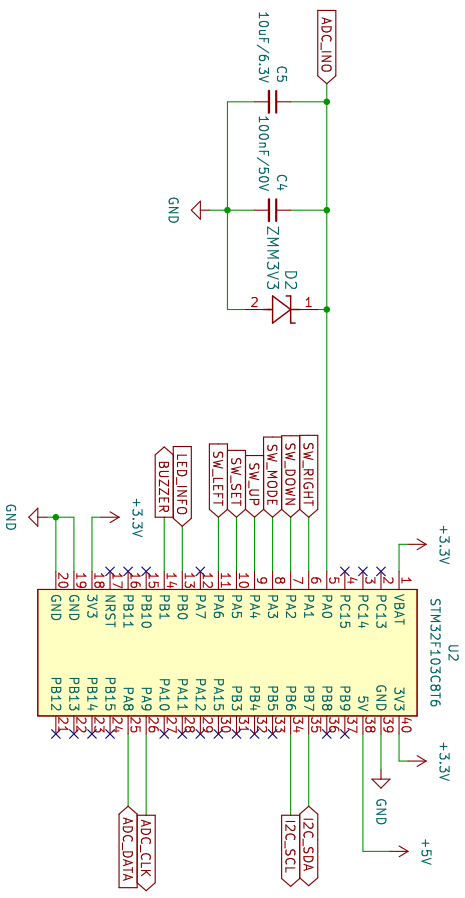 ADC_IN0
10uF/6.3V
C5
100nF/50V
C4
GND
ZMM3V3
D2
2
1
SW_RIGHT
SW_DOWN
SW_MODE
SW_UP
SW_SET
SW_LEFT
LED_INFO
BUZZER
GND
+3.3V
+3.3V
U2
STM32F103C8T6
1 VBAT
2 PC13
3 PC14
4 PC15
5 PA0
6 PA1
7 PA2
8 PA3
9 PA4
10 PA5
11 PA6
12 PA7
13 PB0
14 PB1
15 PB10
16 PB11
17 NRST
18 3V3
19 GND
20 GND
40 3V3
39 GND
38 5V
37 PB9
36 PB8
35 PB7
34 PB6
33 PB5
32 PB4
31 PB3
30 PA15
29 PA12
28 PA11
27 PA10
26 PA9
25 PA8
24 PB15
23 PB14
22 PB13
21 PB12
+3.3V
GND
+5V
I2C_SDA
I2C_SCL
ADC_CLK
ADC_DATA